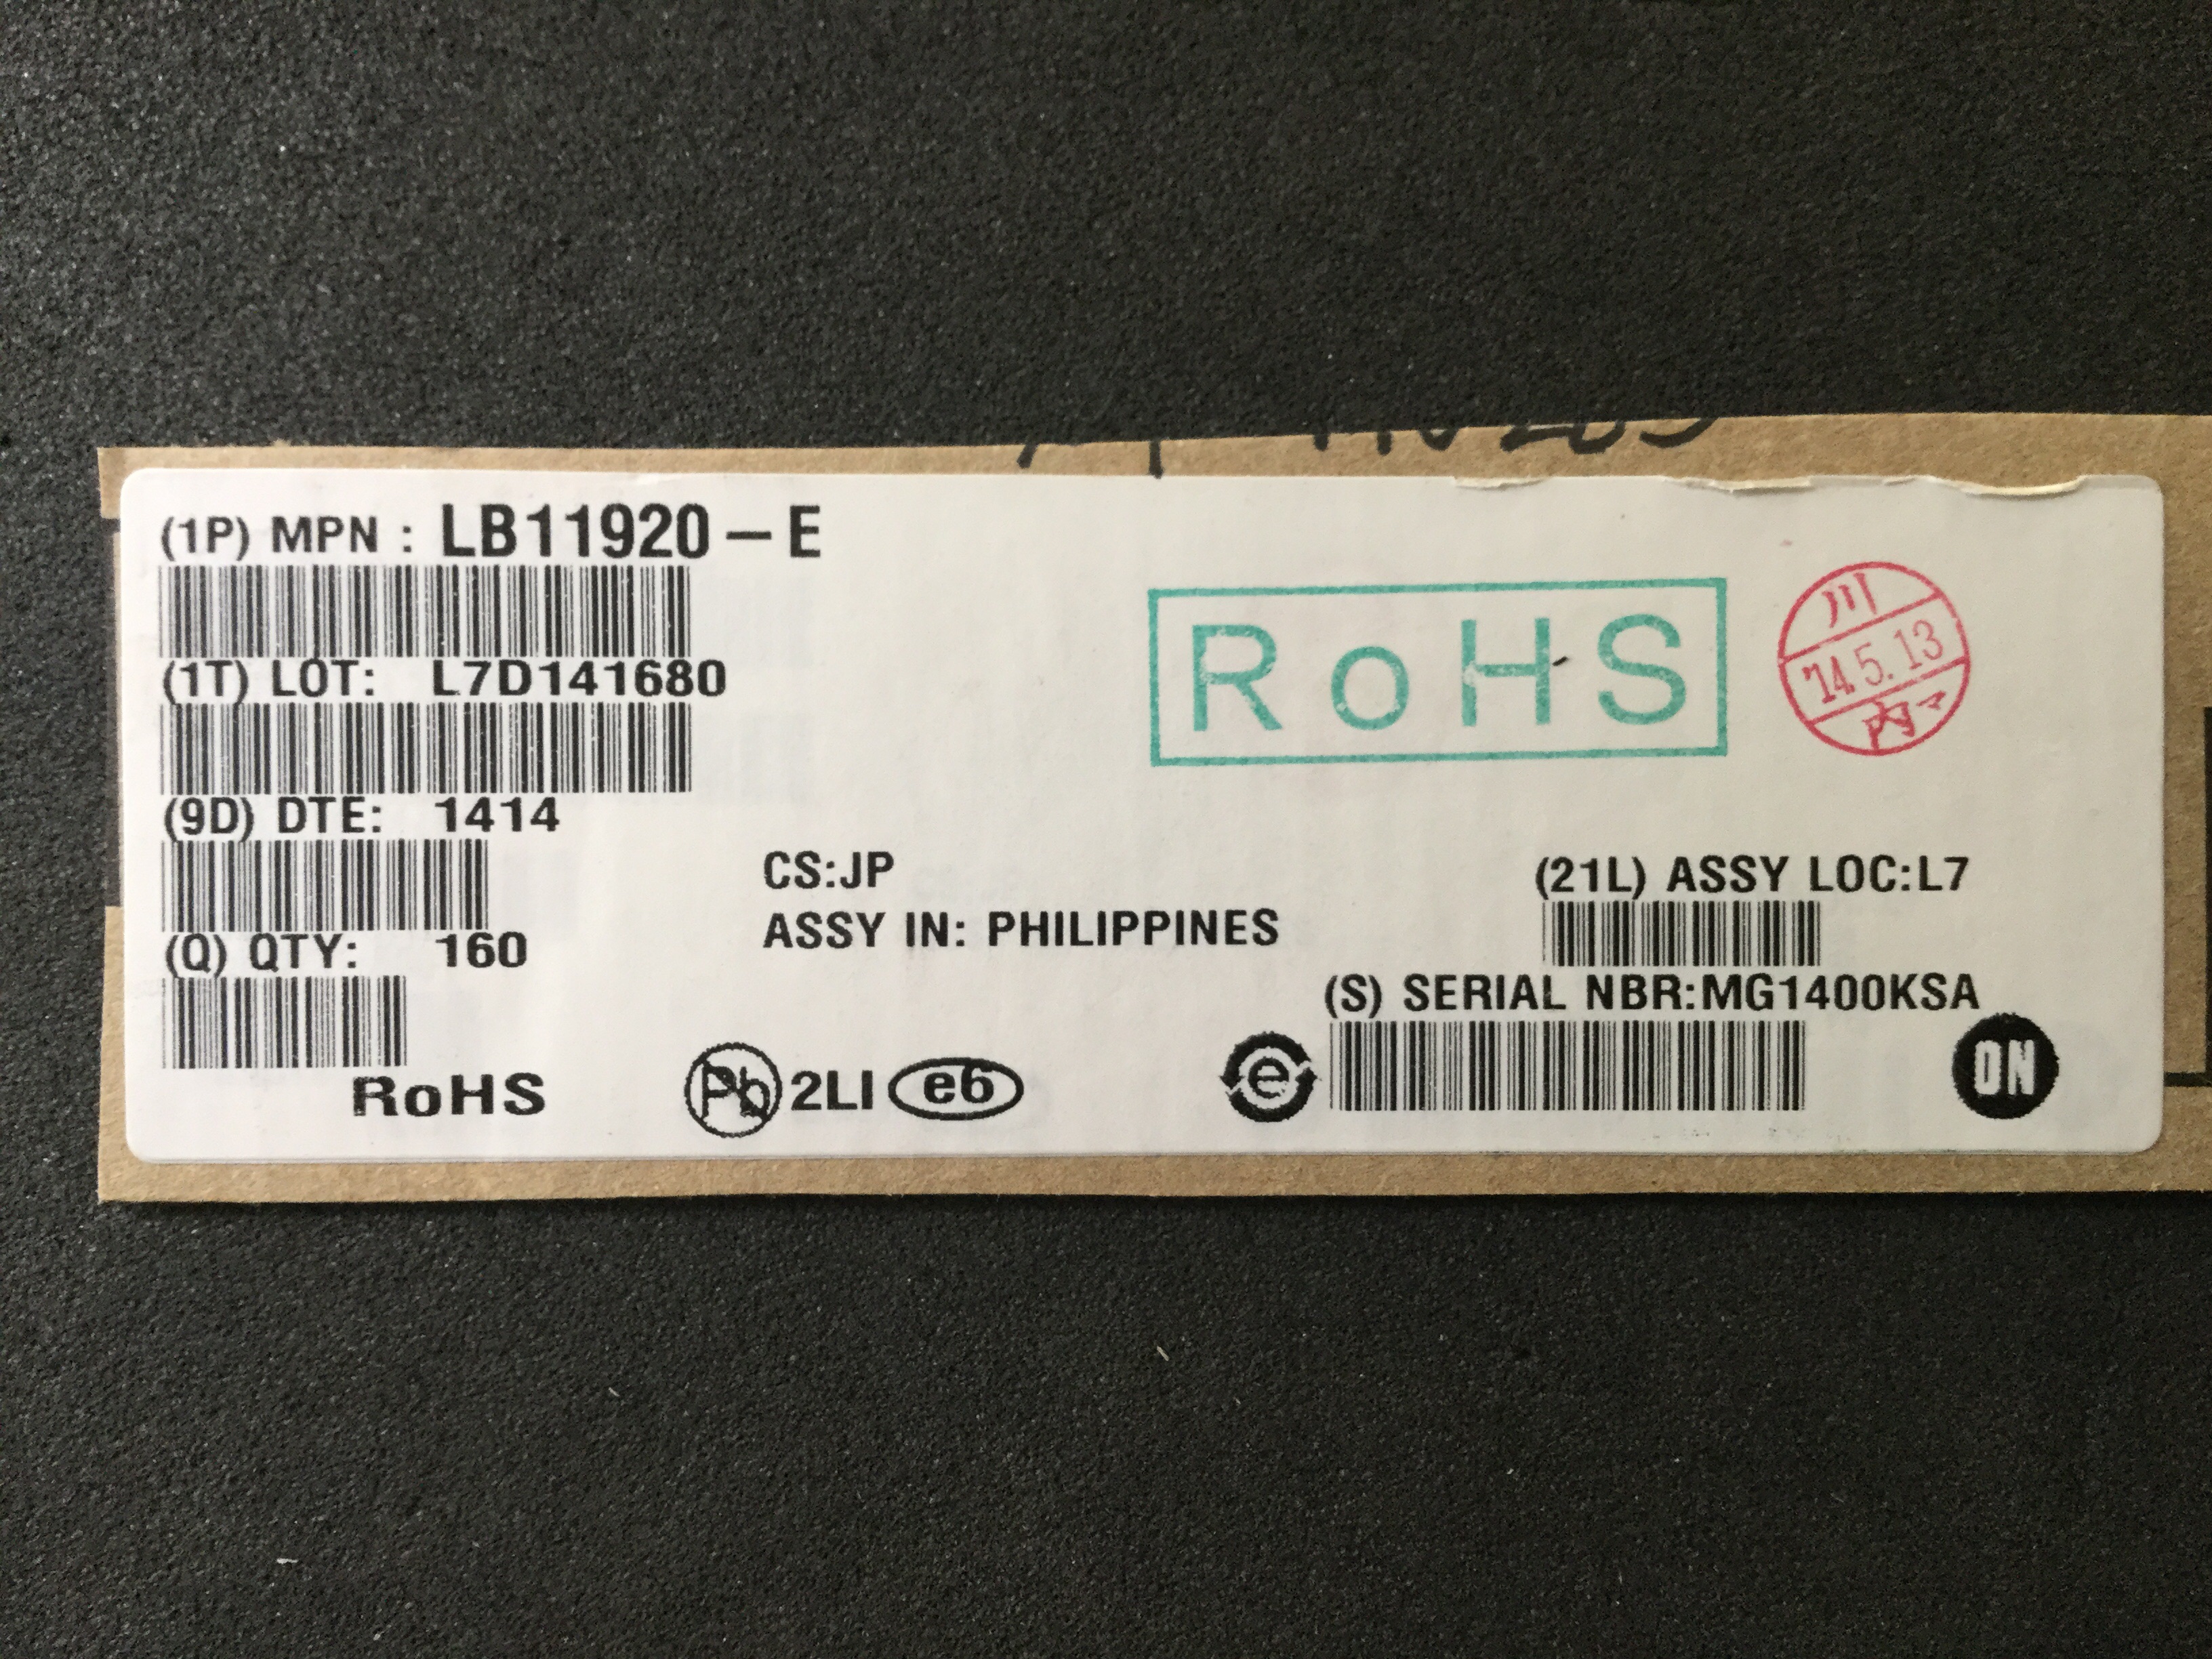 (1P) MPN : LB11920-E
(1T) LOT: L7D141680
(9D) DTE: 1414
(Q) QTY: 160
RoHS
Pb 2LI e6
CS:JP
ASSY IN: PHILIPPINES
RoHS
川
'14.5.13
内
(21L) ASSY LOC:L7
(S) SERIAL NBR:MG1400KSA
e
ON